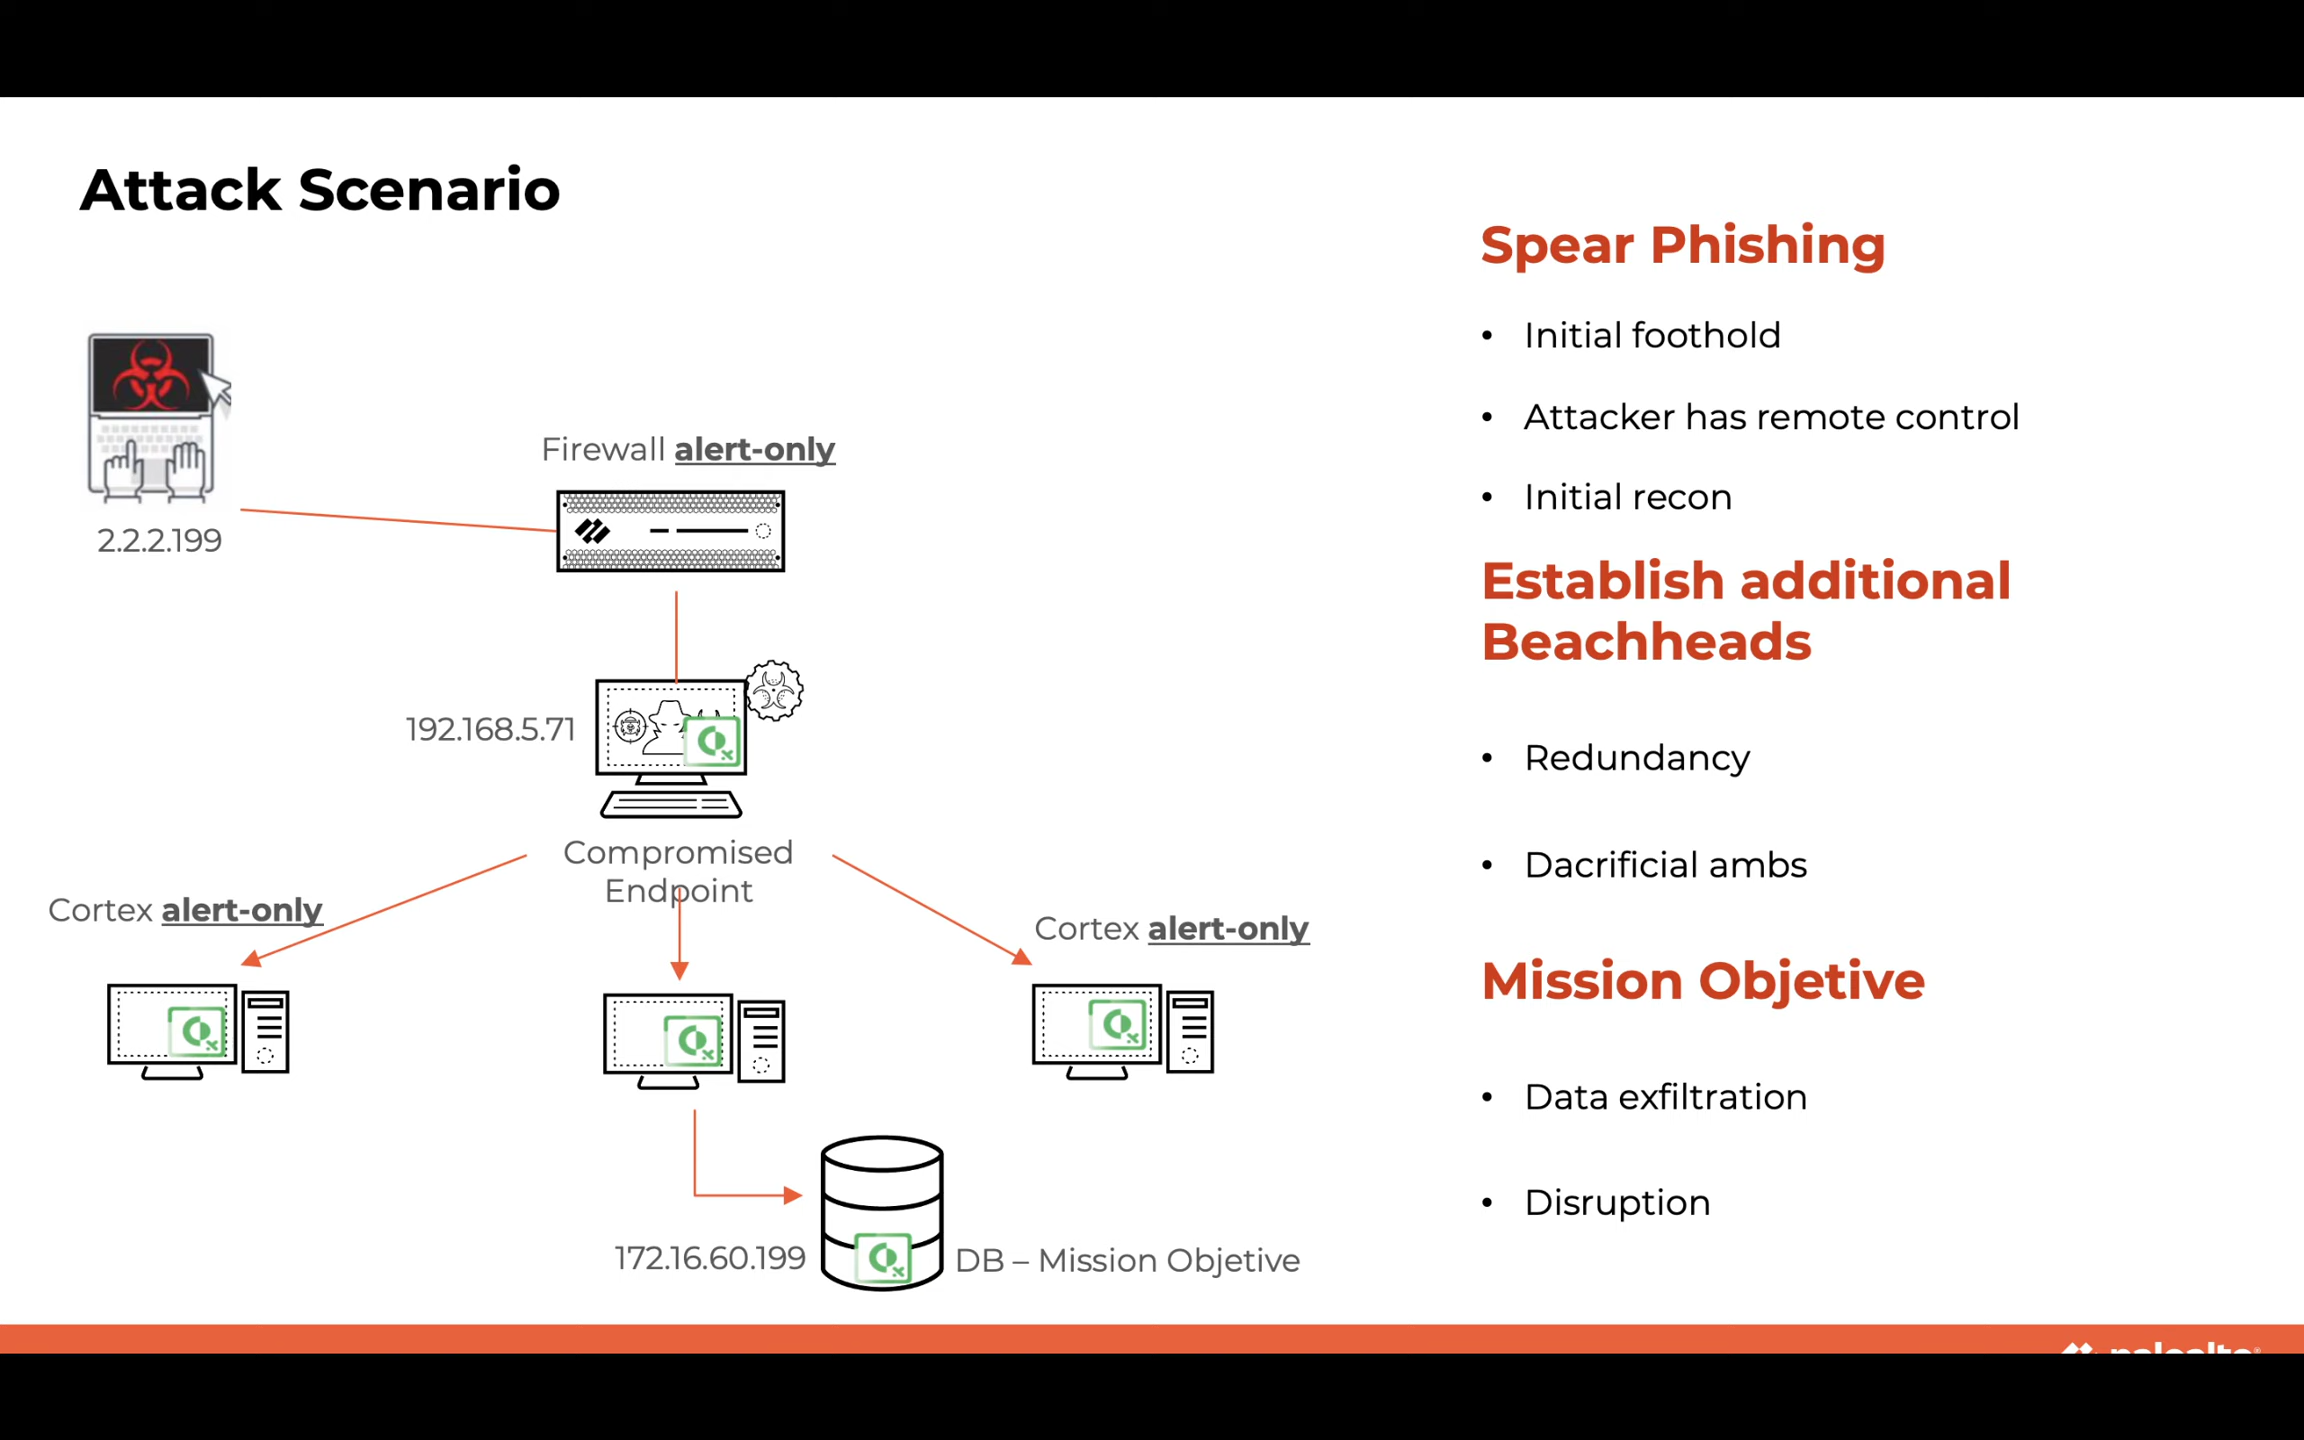 Attack Scenario
2.2.2.199
Firewall alert-only
192.168.5.71
Compromised
Endpoint
Cortex alert-only
Cortex alert-only
172.16.60.199
DB – Mission Objetive
Spear Phishing
• Initial foothold
• Attacker has remote control
• Initial recon
Establish additional
Beachheads
• Redundancy
• Dacrificial ambs
Mission Objetive
• Data exfiltration
• Disruption